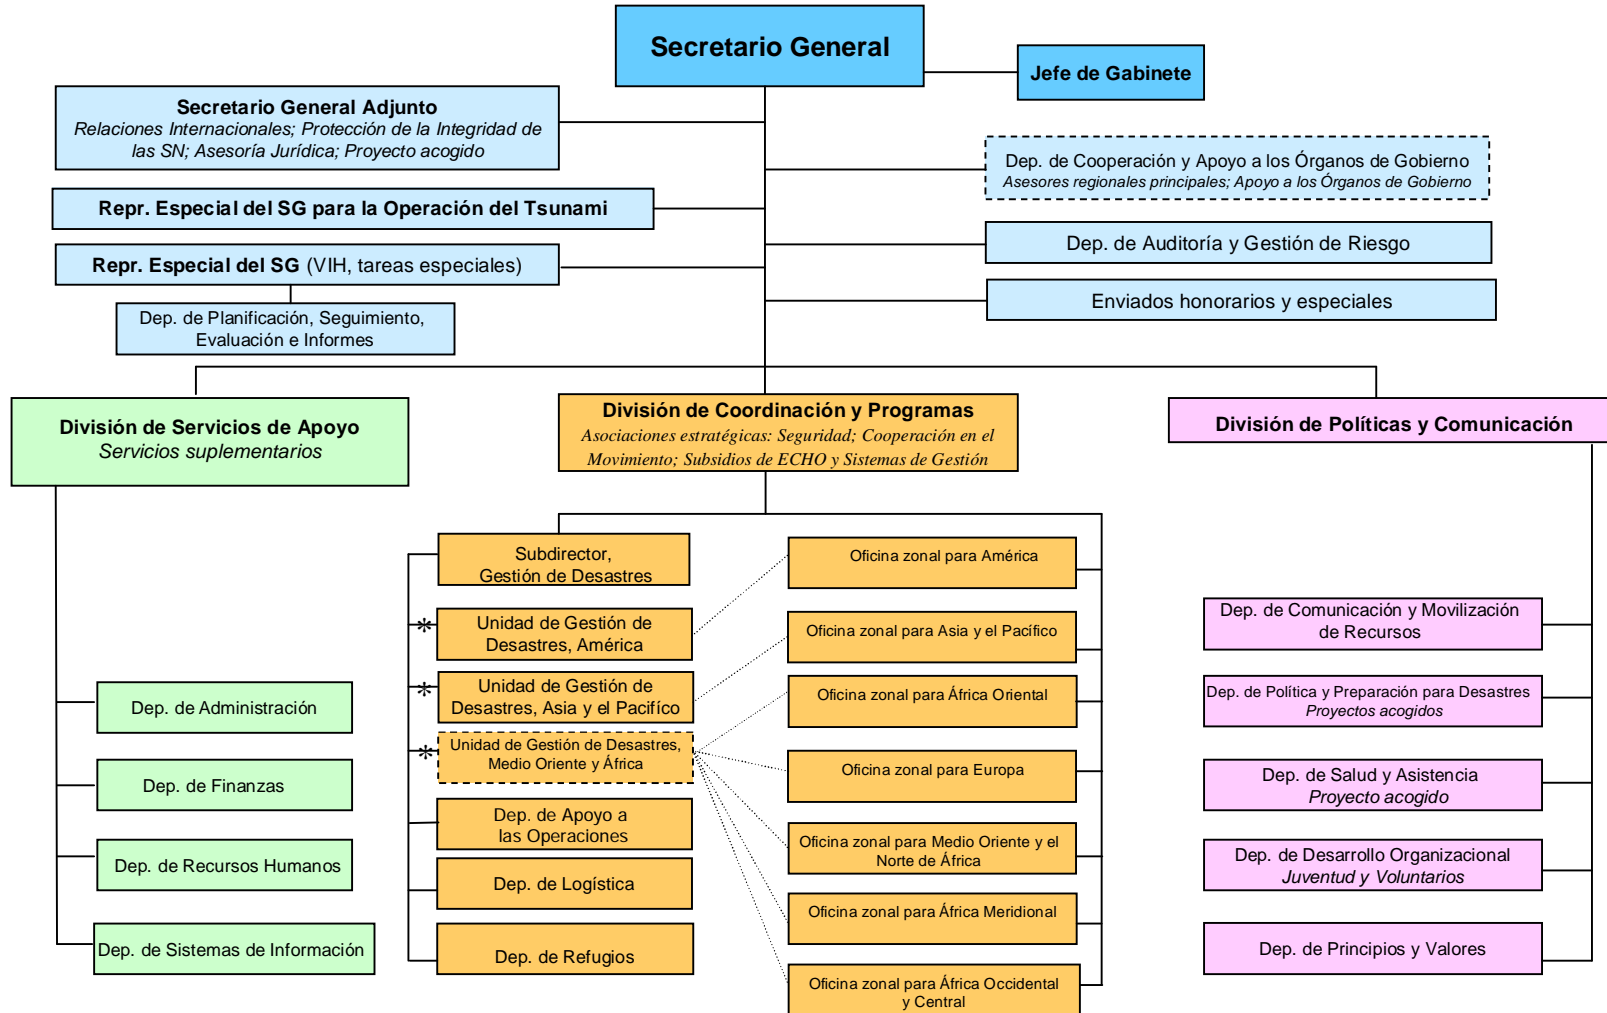 Secretario General
Jefe de Gabinete
Secretario General Adjunto
Relaciones Internacionales; Protección de la Integridad de
las SN; Asesoría Jurídica; Proyecto acogido
Dep. de Cooperación y Apoyo a los Órganos de Gobierno
Asesores regionales principales; Apoyo a los Órganos de Gobierno
Repr. Especial del SG para la Operación del Tsunami
Dep. de Auditoría y Gestión de Riesgo
Repr. Especial del SG (VIH, tareas especiales)
Enviados honorarios y especiales
Dep. de Planificación, Seguimiento,
Evaluación e Informes
División de Servicios de Apoyo
Servicios suplementarios
División de Coordinación y Programas
Asociaciones estratégicas: Seguridad; Cooperación en el
Movimiento; Subsidios de ECHO y Sistemas de Gestión
División de Políticas y Comunicación
Dep. de Administración
Dep. de Finanzas
Dep. de Recursos Humanos
Dep. de Sistemas de Información
Subdirector,
Gestión de Desastres
* Unidad de Gestión de
Desastres, América
* Unidad de Gestión de
Desastres, Asia y el Pacifíco
* Unidad de Gestión de Desastres,
Medio Oriente y África
Dep. de Apoyo a
las Operaciones
Dep. de Logística
Dep. de Refugios
Oficina zonal para América
Oficina zonal para Asia y el Pacífico
Oficina zonal para África Oriental
Oficina zonal para Europa
Oficina zonal para Medio Oriente y el
Norte de África
Oficina zonal para África Meridional
Oficina zonal para África Occidental
y Central
Dep. de Comunicación y Movilización
de Recursos
Dep. de Política y Preparación para Desastres
Proyectos acogidos
Dep. de Salud y Asistencia
Proyecto acogido
Dep. de Desarrollo Organizacional
Juventud y Voluntarios
Dep. de Principios y Valores